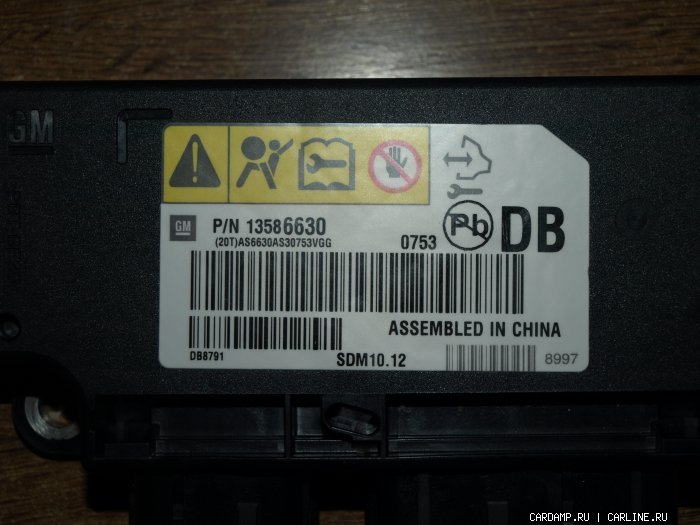 GM
GM P/N 13586630
(20T)AS6630AS30753VGG
0753
Pb
DB
ASSEMBLED IN CHINA
DB8791
SDM10.12
8997
CARDAMP.RU | CARLINE.RU